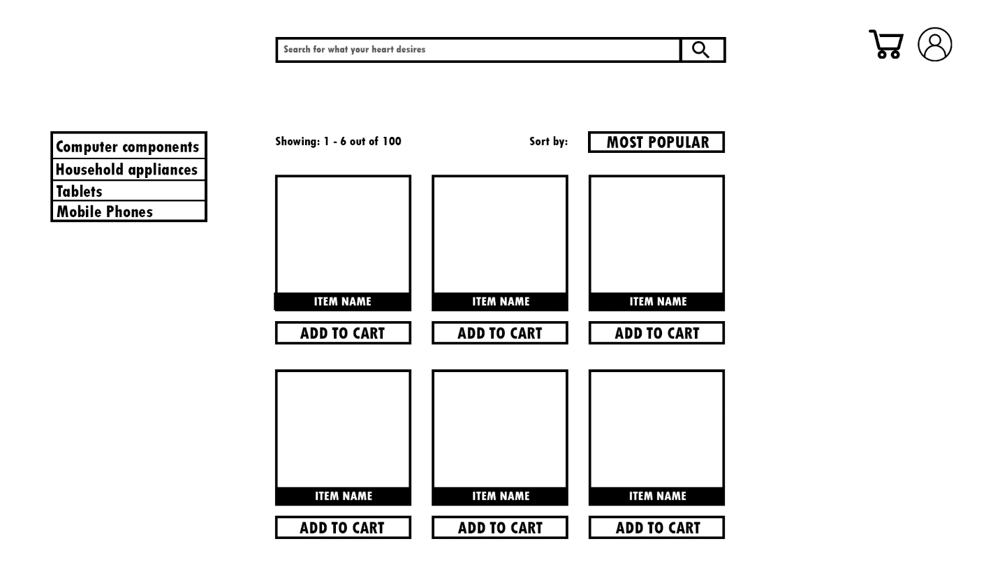 Search for what your heart desires
Computer components
Household appliances
Tablets
Mobile Phones
Showing: 1 - 6 out of 100
Sort by:
MOST POPULAR
ITEM NAME
ITEM NAME
ITEM NAME
ADD TO CART
ADD TO CART
ADD TO CART
ITEM NAME
ITEM NAME
ITEM NAME
ADD TO CART
ADD TO CART
ADD TO CART